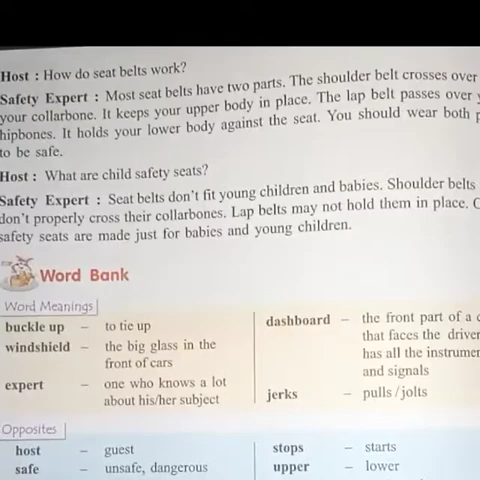 Host : How do seat belts work?
Safety Expert : Most seat belts have two parts. The shoulder belt crosses over
your collarbone. It keeps your upper body in place. The lap belt passes over
hipbones. It holds your lower body against the seat. You should wear both
to be safe.
Host : What are child safety seats?
Safety Expert : Seat belts don't fit young children and babies. Shoulder belts
don't properly cross their collarbones. Lap belts may not hold them in place.
safety seats are made just for babies and young children.
Word Bank
Word Meanings
buckle up – to tie up
windshield – the big glass in the
front of cars
expert – one who knows a lot
about his/her subject
dashboard – the front part of a
that faces the driver
has all the
and signals
jerks – pulls/jolts
Opposites
host – guest
safe – unsafe, dangerous
stops – starts
upper – lower